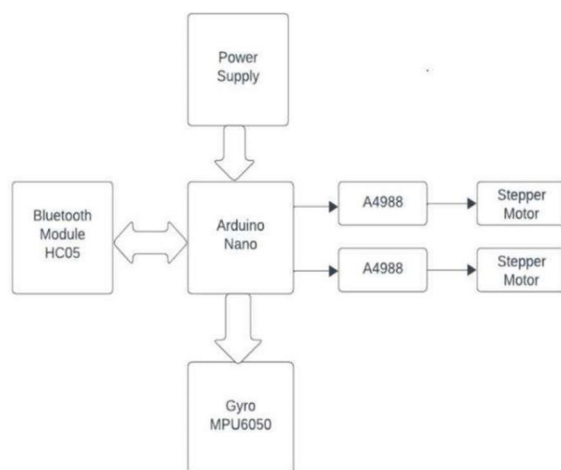 Power
Supply
Bluetooth
Module
HC05
Arduino
Nano
A4988
Stepper
Motor
A4988
Stepper
Motor
Gyro
MPU6050